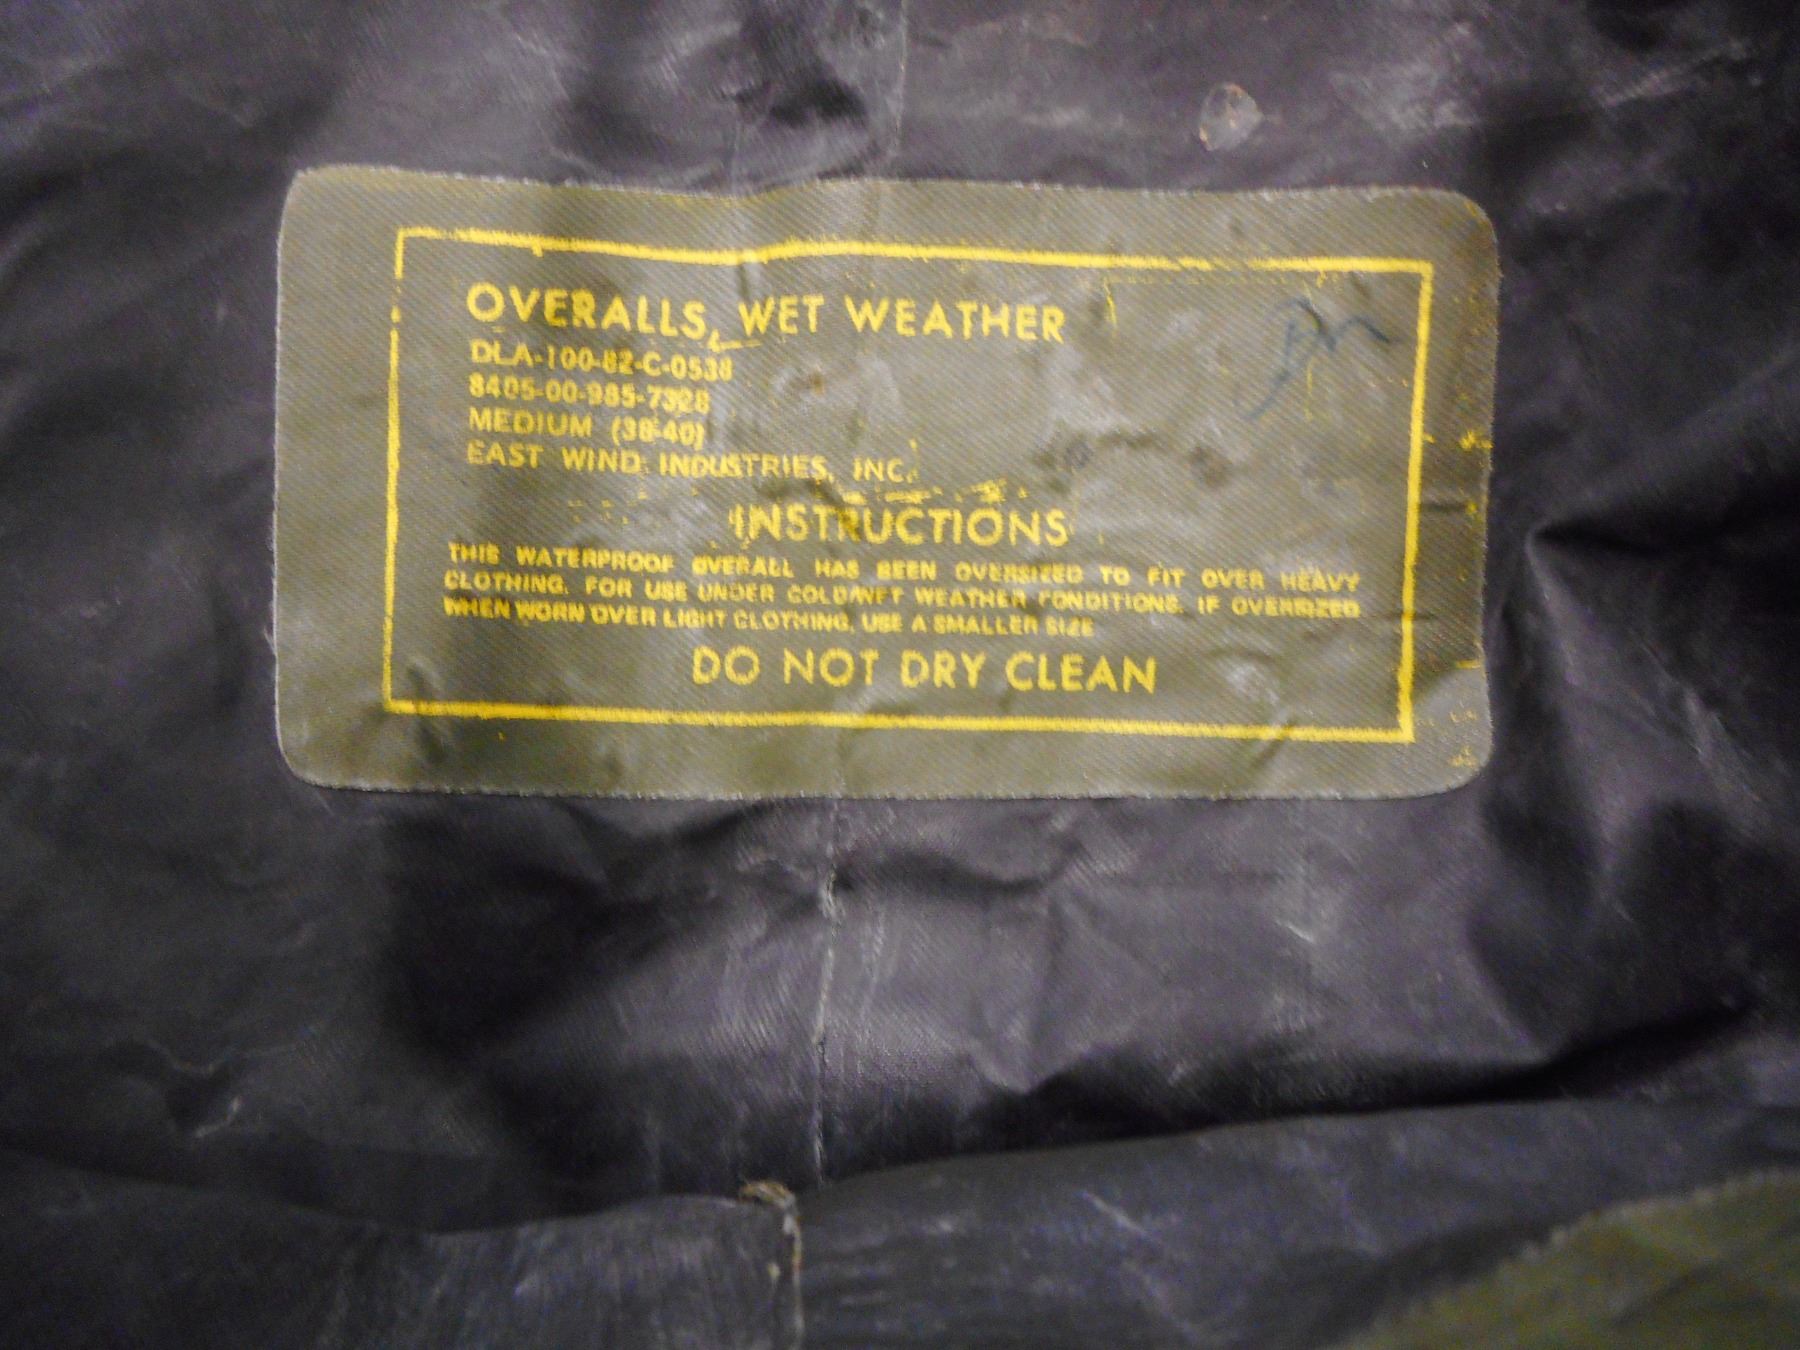 OVERALLS, WET WEATHER
DLA-100-82-C-0538
8405-00-985-7328
MEDIUM (38-40)
EAST WIND INDUSTRIES, INC.
INSTRUCTIONS
THIS WATERPROOF OVERALL HAS BEEN OVERSIZED TO FIT OVER HEAVY
CLOTHING. FOR USE UNDER COLD/WET WEATHER CONDITIONS. IF OVERSIZED
WHEN WORN OVER LIGHT CLOTHING, USE A SMALLER SIZE
DO NOT DRY CLEAN